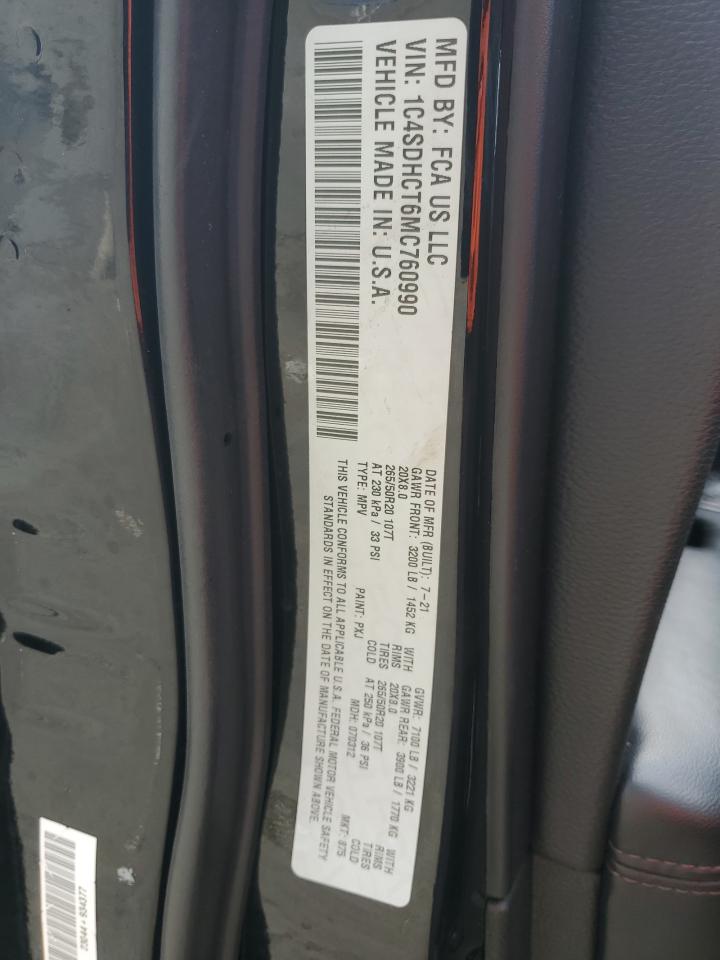 MFD BY: FCA US LLC
VIN: 1C4SDHCT6MC760990
VEHICLE MADE IN: U.S.A.
DATE OF MFR (BUILT): 7-21 GVWR: 7100 LB / 3221 KG
GAWR FRONT: 3200 LB / 1452 KG WITH GAWR REAR: 3900 LB / 1770 KG WITH
20X8.0 RIMS 20X8.0 RIMS
265/50R20 107T TIRES 265/50R20 107T TIRES
AT 230 kPa / 33 PSI COLD AT 250 kPa / 36 PSI COLD
TYPE: MPV PAINT: PXJ MDH: 070312 MKT: 875
THIS VEHICLE CONFORMS TO ALL APPLICABLE U.S.A. FEDERAL MOTOR VEHICLE SAFETY
STANDARDS IN EFFECT ON THE DATE OF MANUFACTURE SHOWN ABOVE.